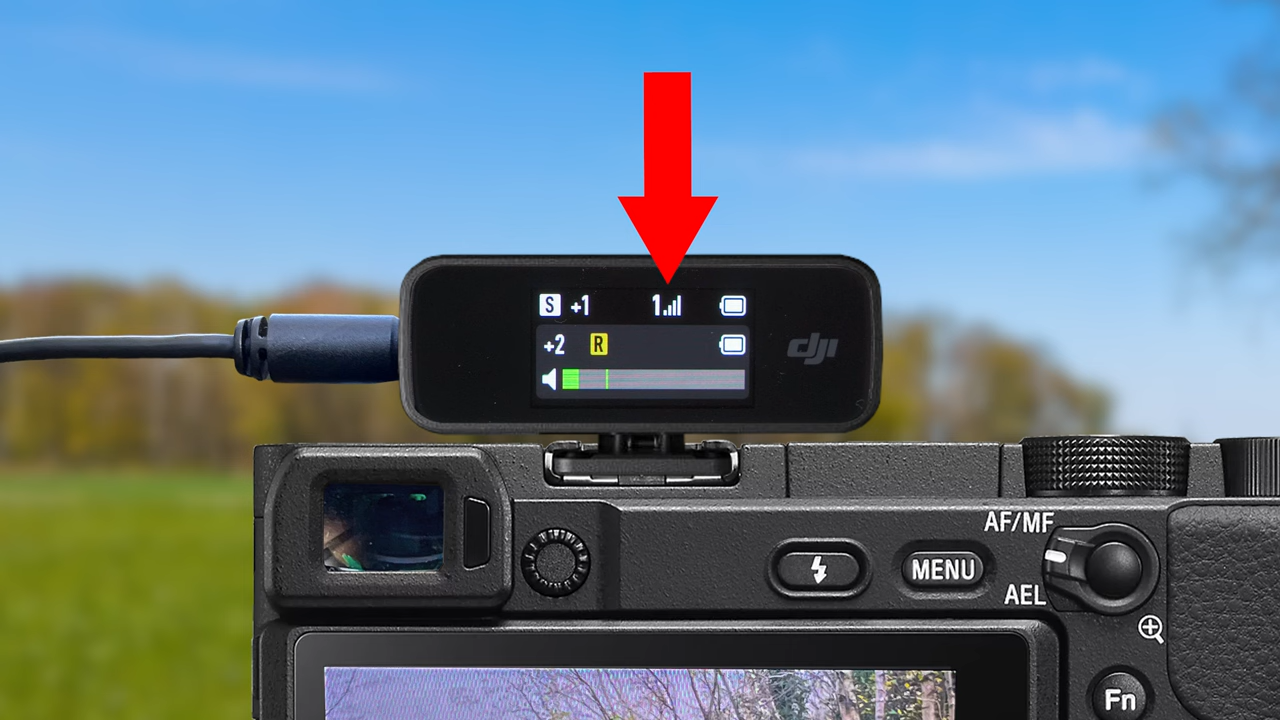 S +1 1
+2 R
dji
AF/MF
MENU
AEL
Fn